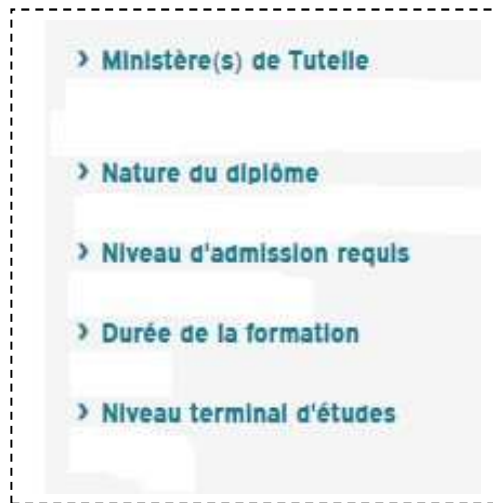 › Ministère(s) de Tutelle
› Nature du diplôme
› Niveau d'admission requis
› Durée de la formation
› Niveau terminal d'études